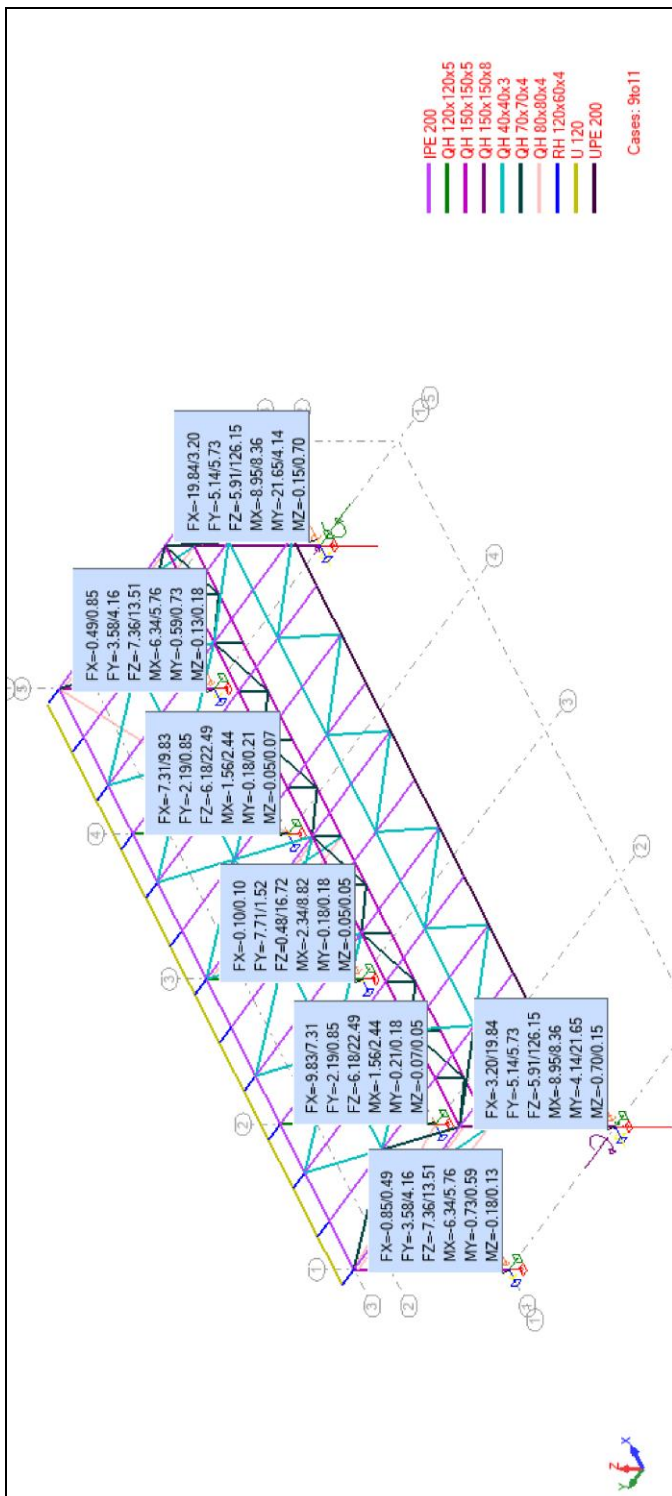 5
FX=-0.49/0.85
FY=-3.58/4.16
FZ=-7.36/13.51
MX=-6.34/5.76
MY=-0.59/0.73
MZ=-0.13/0.18
4
FX=-7.31/9.83
FY=-2.19/0.85
FZ=-6.18/22.49
MX=-1.56/2.44
MY=-0.18/0.21
MZ=-0.05/0.07
FX=-19.84/3.20
FY=-5.14/5.73
FZ=-5.91/126.15
MX=-8.95/8.36
MY=-21.65/4.14
MZ=-0.15/0.70
3
FX=-0.10/0.10
FY=-7.71/1.52
FZ=0.48/16.72
MX=-2.34/8.82
MY=-0.18/0.18
MZ=-0.05/0.05
2
FX=-9.83/7.31
FY=-2.19/0.85
FZ=-6.18/22.49
MX=-1.56/2.44
MY=-0.21/0.18
MZ=-0.07/0.05
1
3
2
FX=-0.85/0.49
FY=-3.58/4.16
FZ=-7.36/13.51
MX=-6.34/5.76
MY=-0.73/0.59
MZ=-0.18/0.13
1
5
4
3
2
FX=-3.20/19.84
FY=-5.14/5.73
FZ=-5.91/126.15
MX=-8.95/8.36
MY=-4.14/21.65
MZ=-0.70/0.15
IPE 200
QH 120x120x5
QH 150x150x5
QH 150x150x8
QH 40x40x3
QH 70x70x4
QH 80x80x4
RH 120x60x4
U 120
UPE 200
Cases: 9to11
Z
Y
X